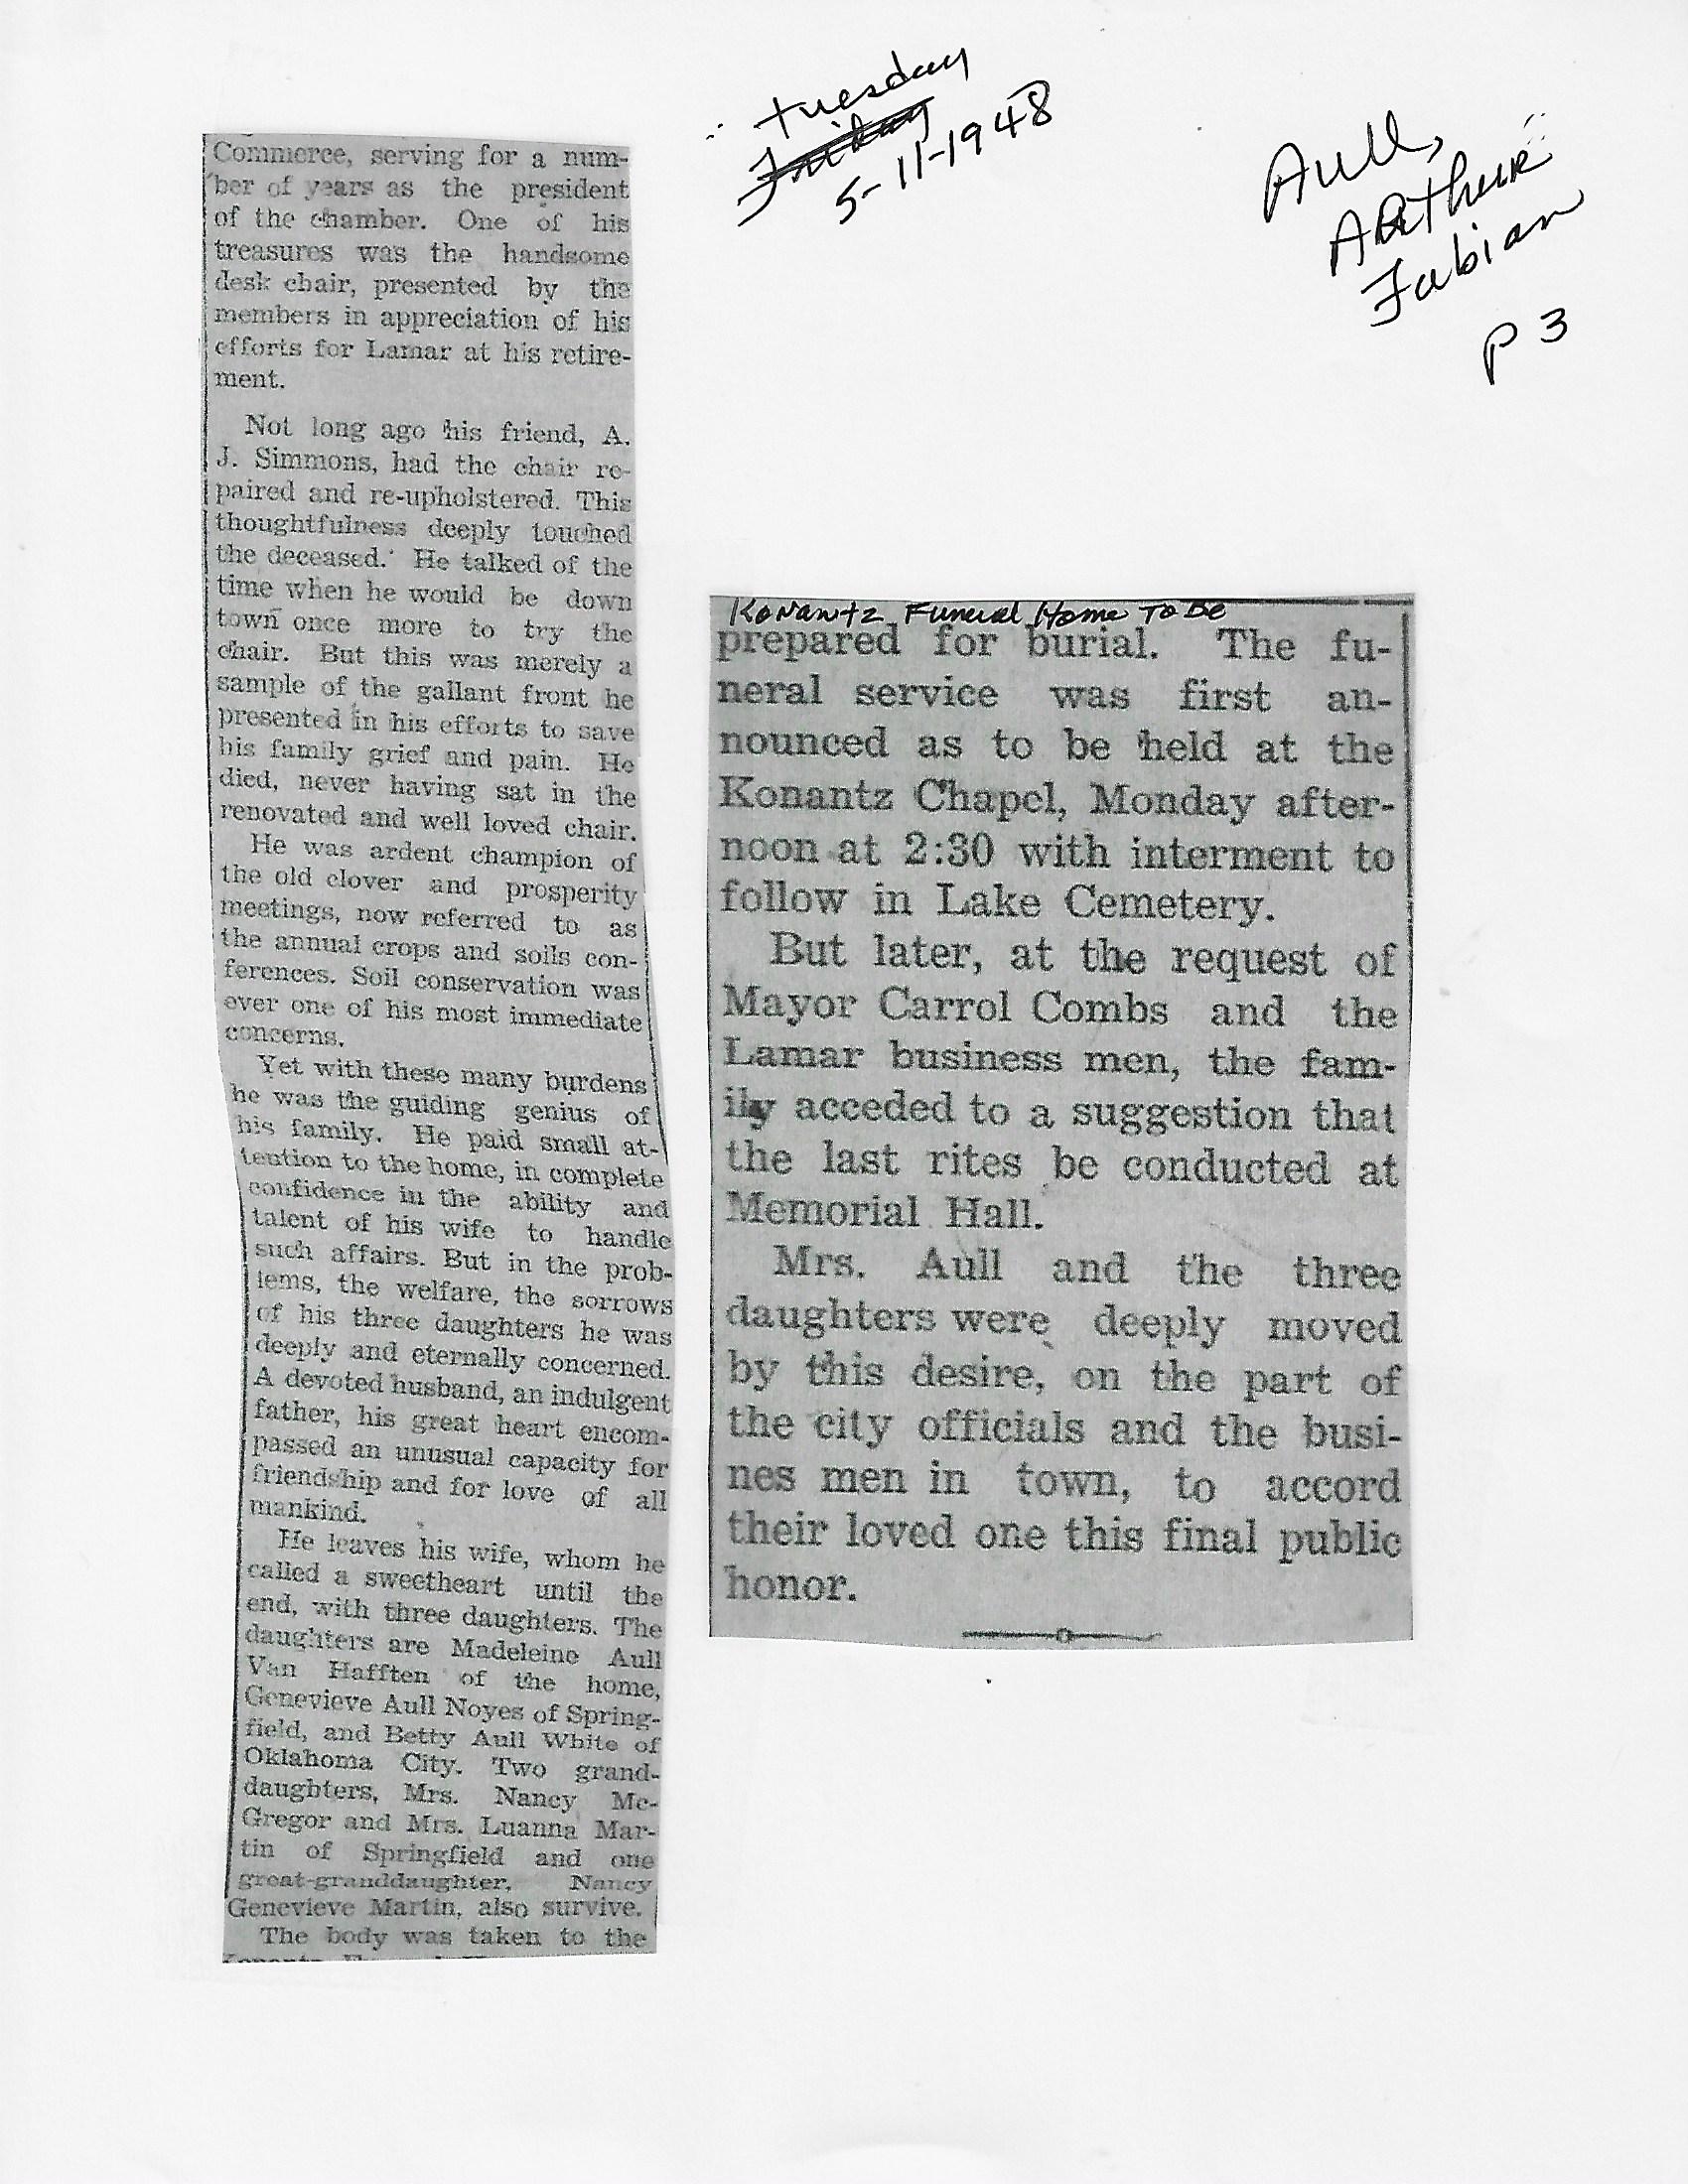 tuesday
Friday
5-11-1948
Aull,
Arthur
Fabian
P 3
Commerce, serving for a num-
ber of years as the president
of the chamber. One of his
treasures was the handsome
desk chair, presented by the
members in appreciation of his
efforts for Lamar at his retire-
ment.
Not long ago his friend, A.
J. Simmons, had the chair re-
paired and re-upholstered. This
thoughtfulness deeply touched
the deceased. He talked of the
time when he would be down
town once more to try the
chair. But this was merely a
sample of the gallant front he
presented in his efforts to save
his family grief and pain. He
died, never having sat in the
renovated and well loved chair.
He was ardent champion of
the old clover and prosperity
meetings, now referred to as
the annual crops and soils con-
ferences. Soil conservation was
ever one of his most immediate
concerns.
Yet with these many burdens
he was the guiding genius of
his family. He paid small at-
tention to the home, in complete
confidence in the ability and
talent of his wife to handle
such affairs. But in the prob-
lems, the welfare, the sorrows
of his three daughters he was
deeply and eternally concerned.
A devoted husband, an indulgent
father, his great heart encom-
passed an unusual capacity for
friendship and for love of all
mankind.
He leaves his wife, whom he
called a sweetheart until the
end, with three daughters. The
daughters are Madeleine Aull
Van Hafften of the home,
Genevieve Aull Noyes of Spring-
field, and Betty Aull White of
Oklahoma City. Two grand-
daughters, Mrs. Nancy Mc-
Gregor and Mrs. Luanna Mar-
tin of Springfield and one
great-granddaughter, Nancy
Genevieve Martin, also survive.
The body was taken to the
Konantz Funeral Home To Be
prepared for burial. The fu-
neral service was first an-
nounced as to be held at the
Konantz Chapel, Monday after-
noon at 2:30 with interment to
follow in Lake Cemetery.
But later, at the request of
Mayor Carrol Combs and the
Lamar business men, the fam-
ily acceded to a suggestion that
the last rites be conducted at
Memorial Hall.
Mrs. Aull and the three
daughters were deeply moved
by this desire, on the part of
the city officials and the busi-
nes men in town, to accord
their loved one this final public
honor.